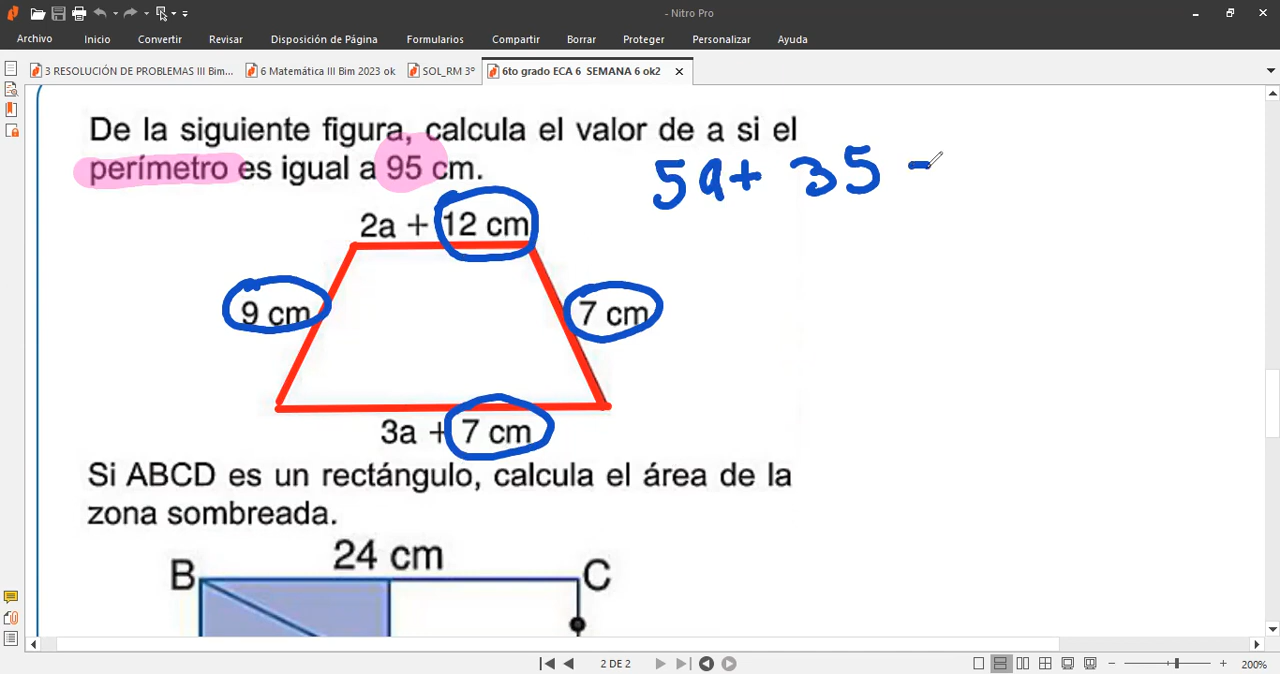 - Nitro Pro
Archivo Inicio Convertir Revisar Disposición de Página Formularios Compartir Borrar Proteger Personalizar Ayuda
3 RESOLUCIÓN DE PROBLEMAS III Bim... 6 Matemática III Bim 2023 ok SOL_RM 3° 6to grado ECA 6 SEMANA 6 ok2
De la siguiente figura, calcula el valor de a si el
perímetro es igual a 95 cm.
5a + 35 =
2a + 12 cm
9 cm
7 cm
3a + 7 cm
Si ABCD es un rectángulo, calcula el área de la
zona sombreada.
24 cm
B C
2 DE 2
200%